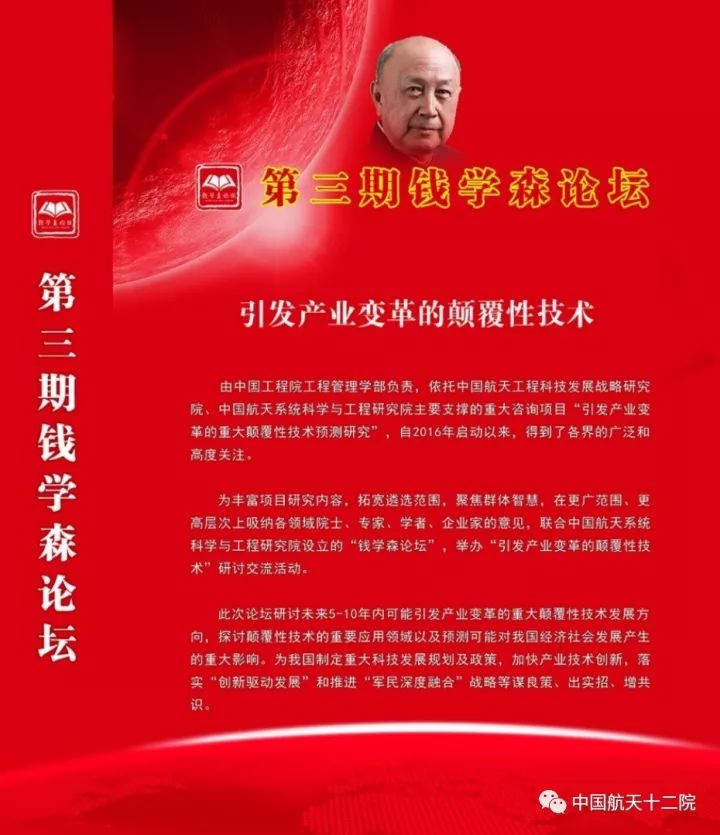 第三期钱学森论坛
第三期钱学森论坛
引发产业变革的颠覆性技术
由中国工程院工程管理学部负责，依托中国航天工程科技发展战略研究
院、中国航天系统科学与工程研究院主要支撑的重大咨询项目“引发产业变
革的重大颠覆性技术预测研究”，自2016年启动以来，得到了各界的广泛和
高度关注。
为丰富项目研究内容，拓宽遴选范围，聚焦群体智慧，在更广范围、更
高层次上吸纳各领域院士、专家、学者、企业家的意见，联合中国航天系统
科学与工程研究院设立的“钱学森论坛”，举办“引发产业变革的颠覆性技
术”研讨交流活动。
此次论坛研讨未来5-10年内可能引发产业变革的重大颠覆性技术发展方
向，探讨颠覆性技术的重要应用领域以及预测可能对我国经济社会发展产生
的重大影响。为我国制定重大科技发展规划及政策，加快产业技术创新，落
实“创新驱动发展”和推进“军民深度融合”战略等谋良策、出实招、增共
识。
中国航天十二院